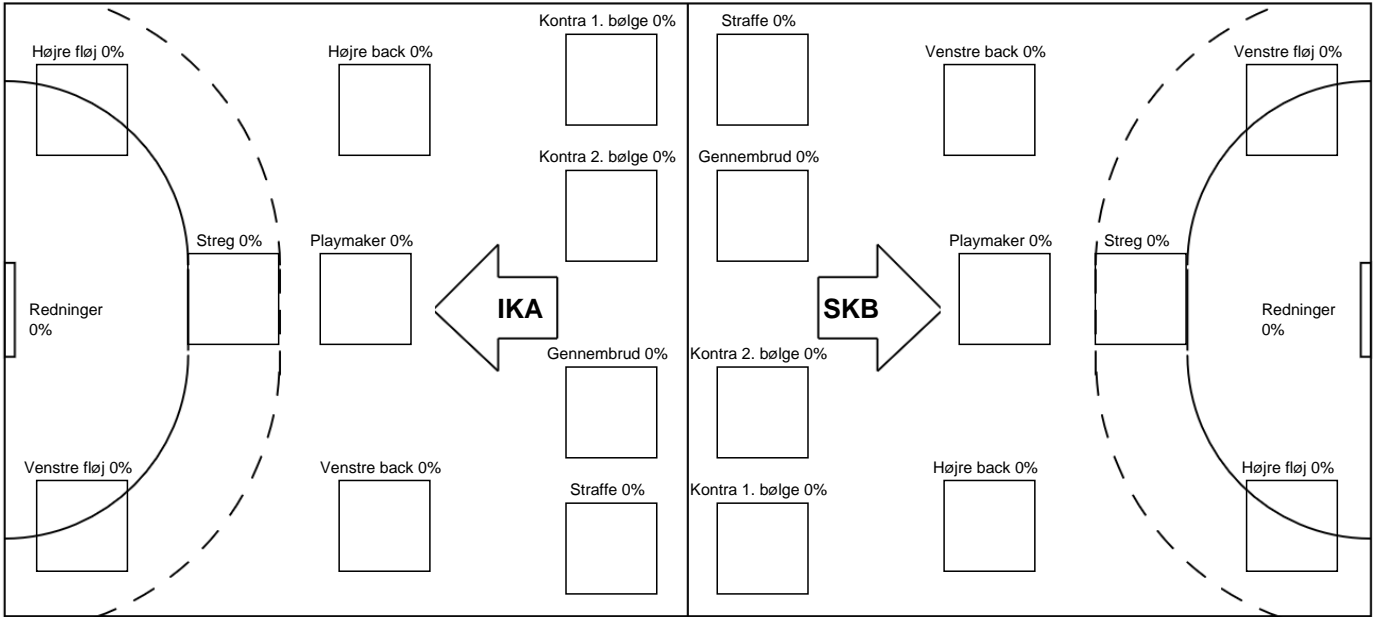 Kontra 1. bølge 0%
Straffe 0%
Højre fløj 0%
Højre back 0%
Venstre back 0%
Venstre fløj 0%
Kontra 2. bølge 0%
Gennembrud 0%
Streg 0%
Playmaker 0%
Playmaker 0%
Streg 0%
Redninger
0%
IKA
SKB
Redninger
0%
Gennembrud 0%
Kontra 2. bølge 0%
Venstre fløj 0%
Venstre back 0%
Højre back 0%
Højre fløj 0%
Straffe 0%
Kontra 1. bølge 0%